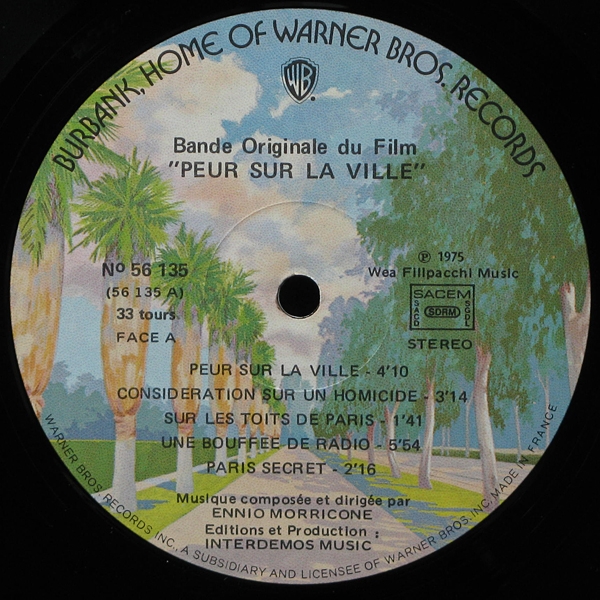 BURBANK, HOME OF WARNER BROS. RECORDS
WB
Bande Originale du Film
"PEUR SUR LA VILLE"
Nº 56 135
(56 135 A)
33 tours
FACE A
℗ 1975
Wea Filipacchi Music
SACEM
SACD
SDRM
SGDL
STEREO
PEUR SUR LA VILLE - 4'10
CONSIDERATION SUR UN HOMICIDE - 3'14
SUR LES TOITS DE PARIS - 1'41
UNE BOUFFEE DE RADIO - 5'54
PARIS SECRET - 2'16
Musique composée et dirigée par
ENNIO MORRICONE
Editions et Production :
INTERDEMOS MUSIC
WARNER BROS. RECORDS INC., A SUBSIDIARY AND LICENSEE OF WARNER BROS. INC. MADE IN FRANCE